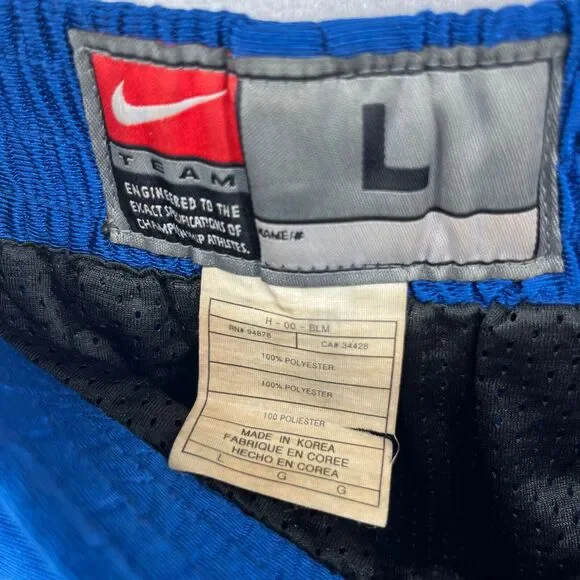 L
TEAM
ENGINEERED TO THE
EXACT SPECIFICATIONS OF
CHAMPIONSHIP ATHLETES.
NAME/#
H - 00 - BLM
RN# 94878
CA# 34428
100% POLYESTER
100% POLYESTER
100 POLIESTER
MADE IN KOREA
FABRIQUE EN COREE
HECHO EN COREA
L G G